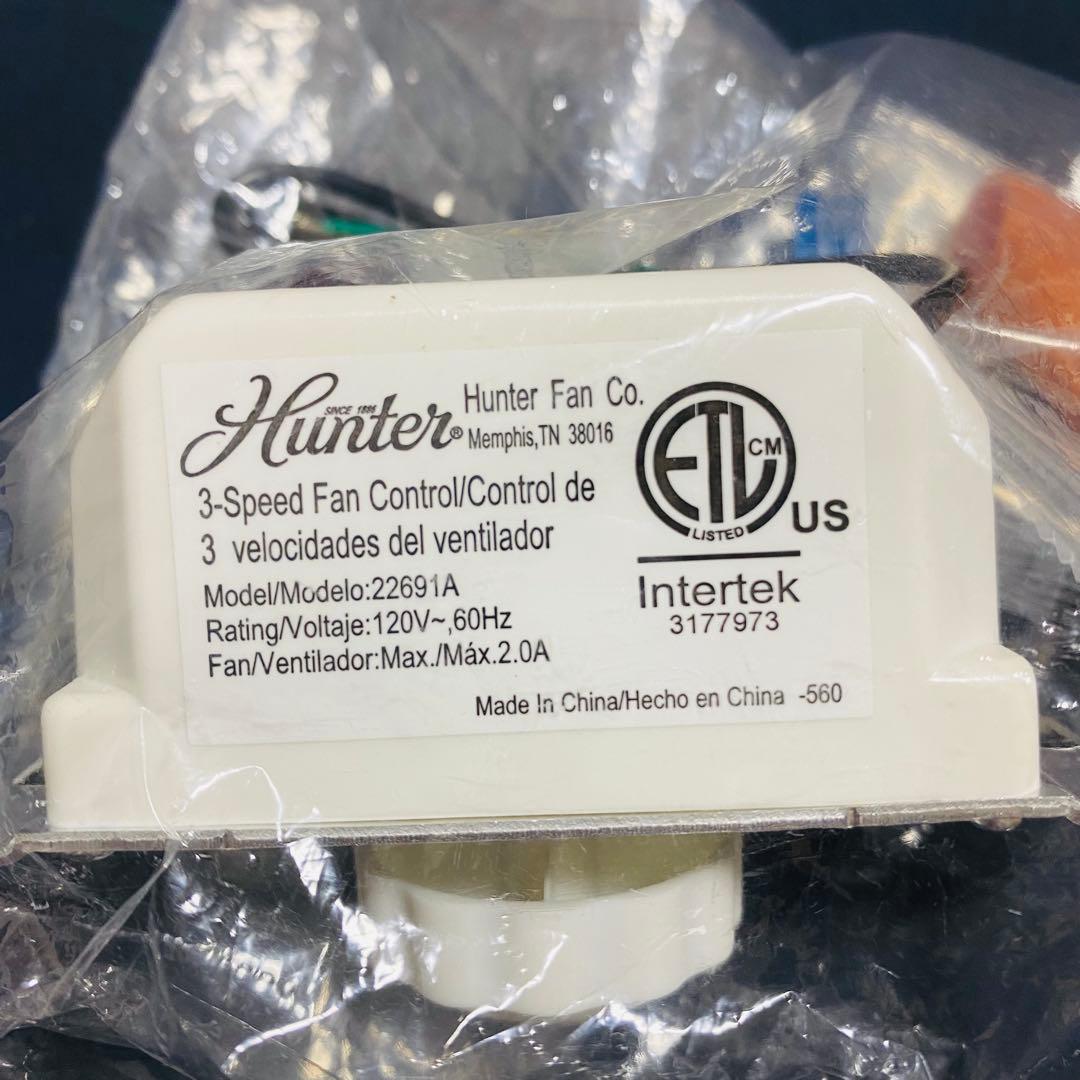 SINCE 1886
Hunter®
Hunter Fan Co.
Memphis,TN 38016
3-Speed Fan Control/Control de
3 velocidades del ventilador
Model/Modelo:22691A
Rating/Voltaje:120V~,60Hz
Fan/Ventilador:Max./Máx.2.0A
ETL CM
LISTED
US
Intertek
3177973
Made In China/Hecho en China -560